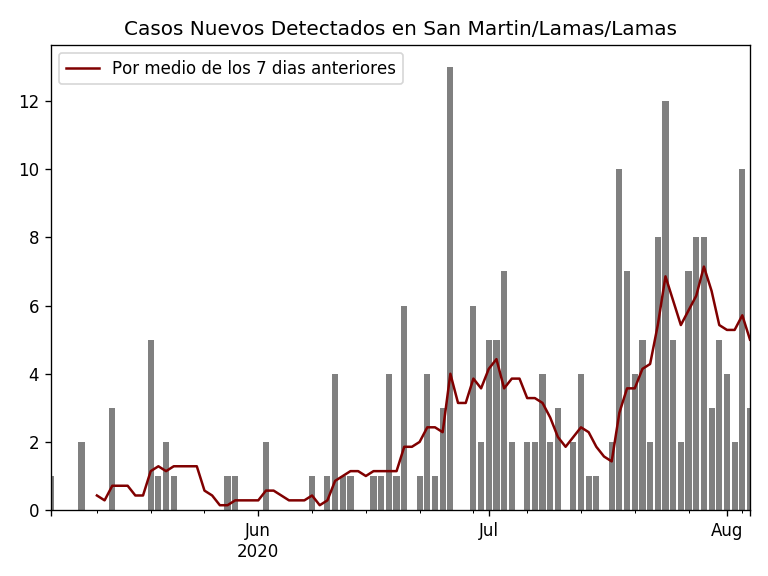 Casos Nuevos Detectados en San Martin/Lamas/Lamas
Por medio de los 7 dias anteriores
12
10
8
6
4
2
0
Jun
2020
Jul
Aug